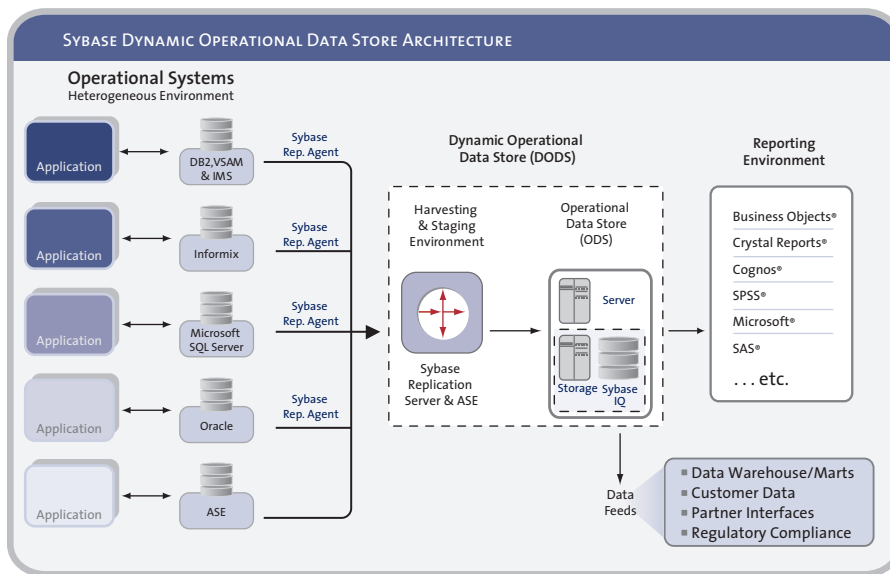 SYBASE DYNAMIC OPERATIONAL DATA STORE ARCHITECTURE
Operational Systems
Heterogeneous Environment
Application
DB2,VSAM
& IMS
Sybase
Rep. Agent
Application
Informix
Sybase
Rep. Agent
Application
Microsoft
SQL Server
Sybase
Rep. Agent
Application
Oracle
Sybase
Rep. Agent
Application
ASE
Dynamic Operational
Data Store (DODS)
Harvesting
& Staging
Environment
Sybase
Replication
Server & ASE
Operational
Data Store
(ODS)
Server
Storage
Sybase
IQ
Reporting
Environment
Business Objects®
Crystal Reports®
Cognos®
SPSS®
Microsoft®
SAS®
. . . etc.
Data
Feeds
Data Warehouse/Marts
Customer Data
Partner Interfaces
Regulatory Compliance